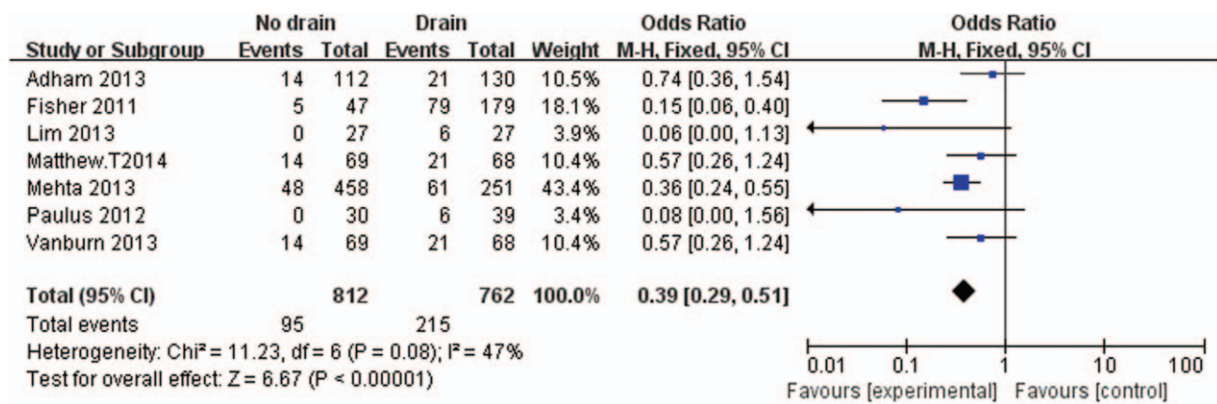 No drain Drain Odds Ratio Odds Ratio
Study or Subgroup Events Total Events Total Weight M-H, Fixed, 95% CI M-H, Fixed, 95% CI
Adham 2013 14 112 21 130 10.5% 0.74 [0.36, 1.54]
Fisher 2011 5 47 79 179 18.1% 0.15 [0.06, 0.40]
Lim 2013 0 27 6 27 3.9% 0.06 [0.00, 1.13]
Matthew.T2014 14 69 21 68 10.4% 0.57 [0.26, 1.24]
Mehta 2013 48 458 61 251 43.4% 0.36 [0.24, 0.55]
Paulus 2012 0 30 6 39 3.4% 0.08 [0.00, 1.56]
Vanburn 2013 14 69 21 68 10.4% 0.57 [0.26, 1.24]
Total (95% CI) 812 762 100.0% 0.39 [0.29, 0.51]
Total events 95 215
Heterogeneity: Chi² = 11.23, df = 6 (P = 0.08); I² = 47%
Test for overall effect: Z = 6.67 (P < 0.00001)
0.01 0.1 1 10 100
Favours [experimental] Favours [control]